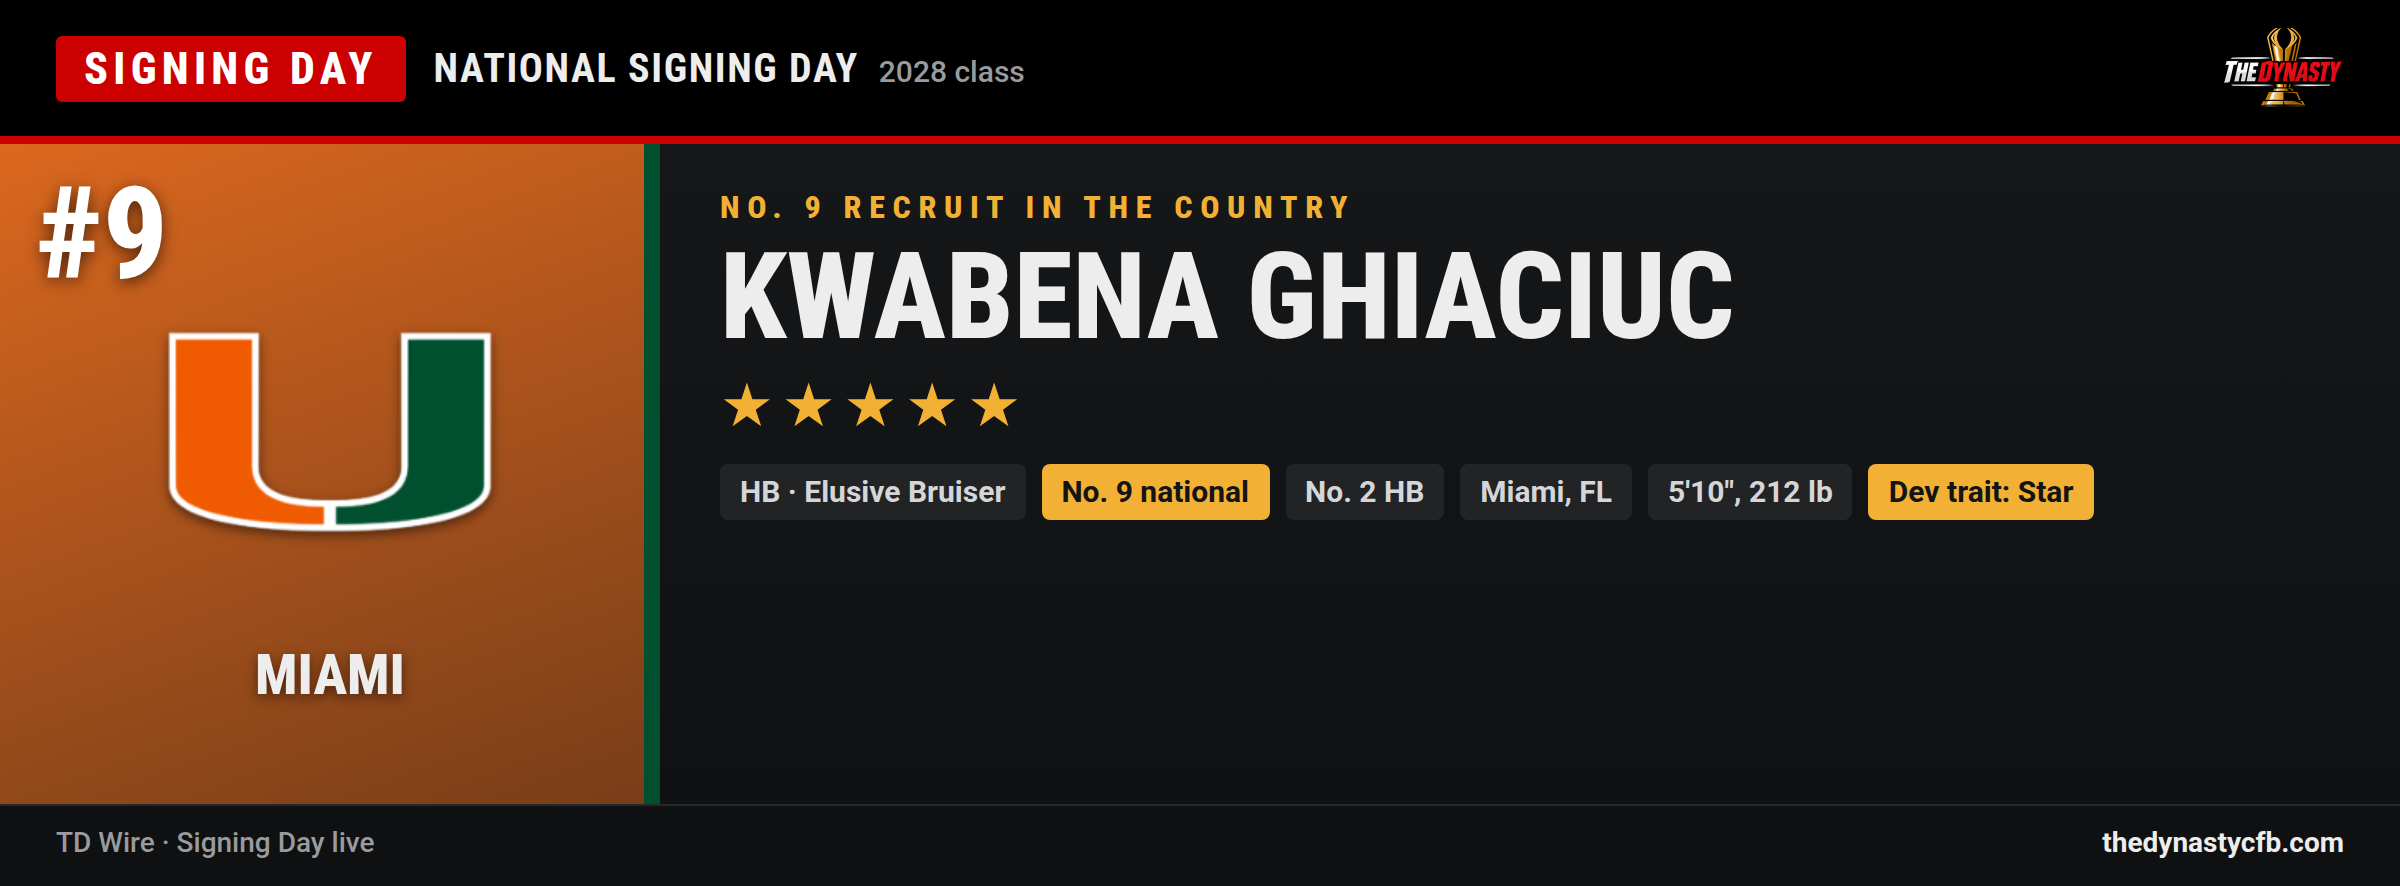 SIGNING DAY NATIONAL SIGNING DAY 2028 class
THE DYNASTY
#9
MIAMI
NO. 9 RECRUIT IN THE COUNTRY
KWABENA GHIACIUC
★★★★★
HB · Elusive Bruiser No. 9 national No. 2 HB Miami, FL 5'10", 212 lb Dev trait: Star
TD Wire · Signing Day live thedynastycfb.com